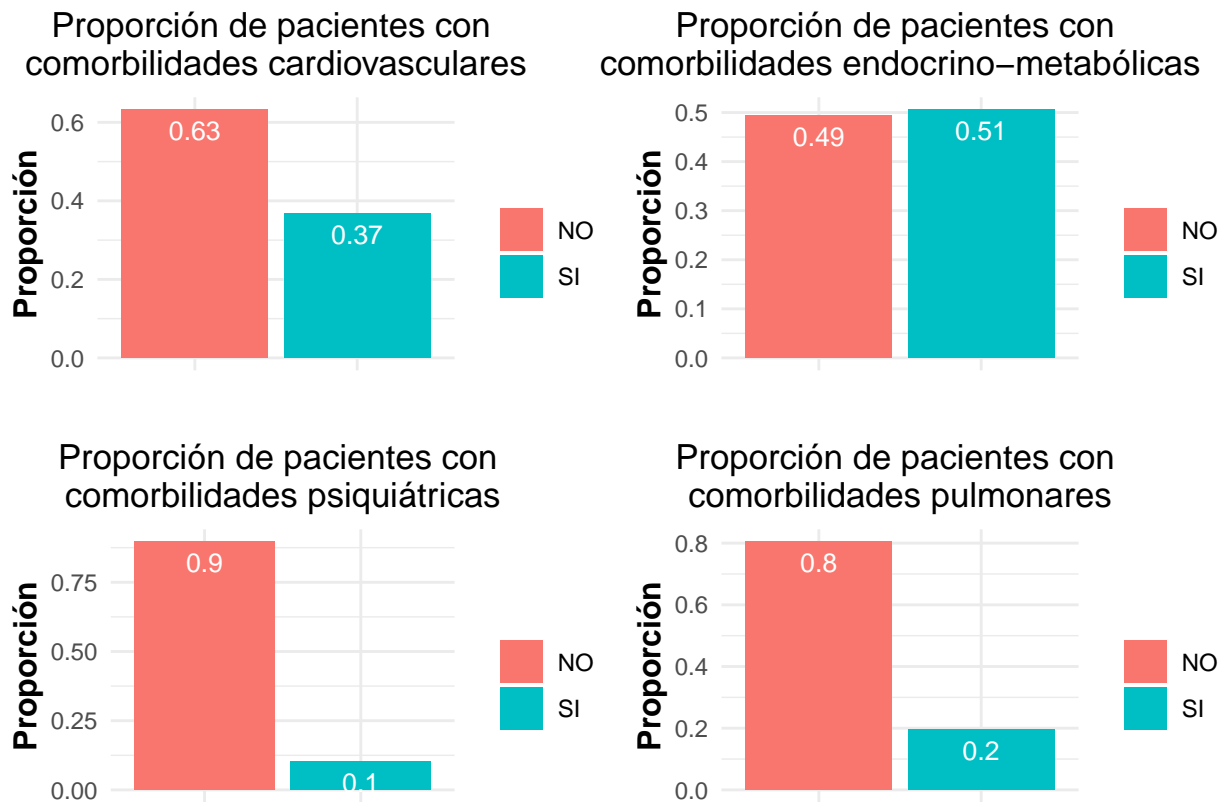 Proporción de pacientes con
comorbilidades cardiovasculares
Proporción
0.6
0.4
0.2
0.0
0.63
0.37
NO
SI
Proporción de pacientes con
comorbilidades endocrino−metabólicas
Proporción
0.5
0.4
0.3
0.2
0.1
0.0
0.49
0.51
NO
SI
Proporción de pacientes con
comorbilidades psiquiátricas
Proporción
0.75
0.50
0.25
0.00
0.9
0.1
NO
SI
Proporción de pacientes con
comorbilidades pulmonares
Proporción
0.8
0.6
0.4
0.2
0.0
0.8
0.2
NO
SI